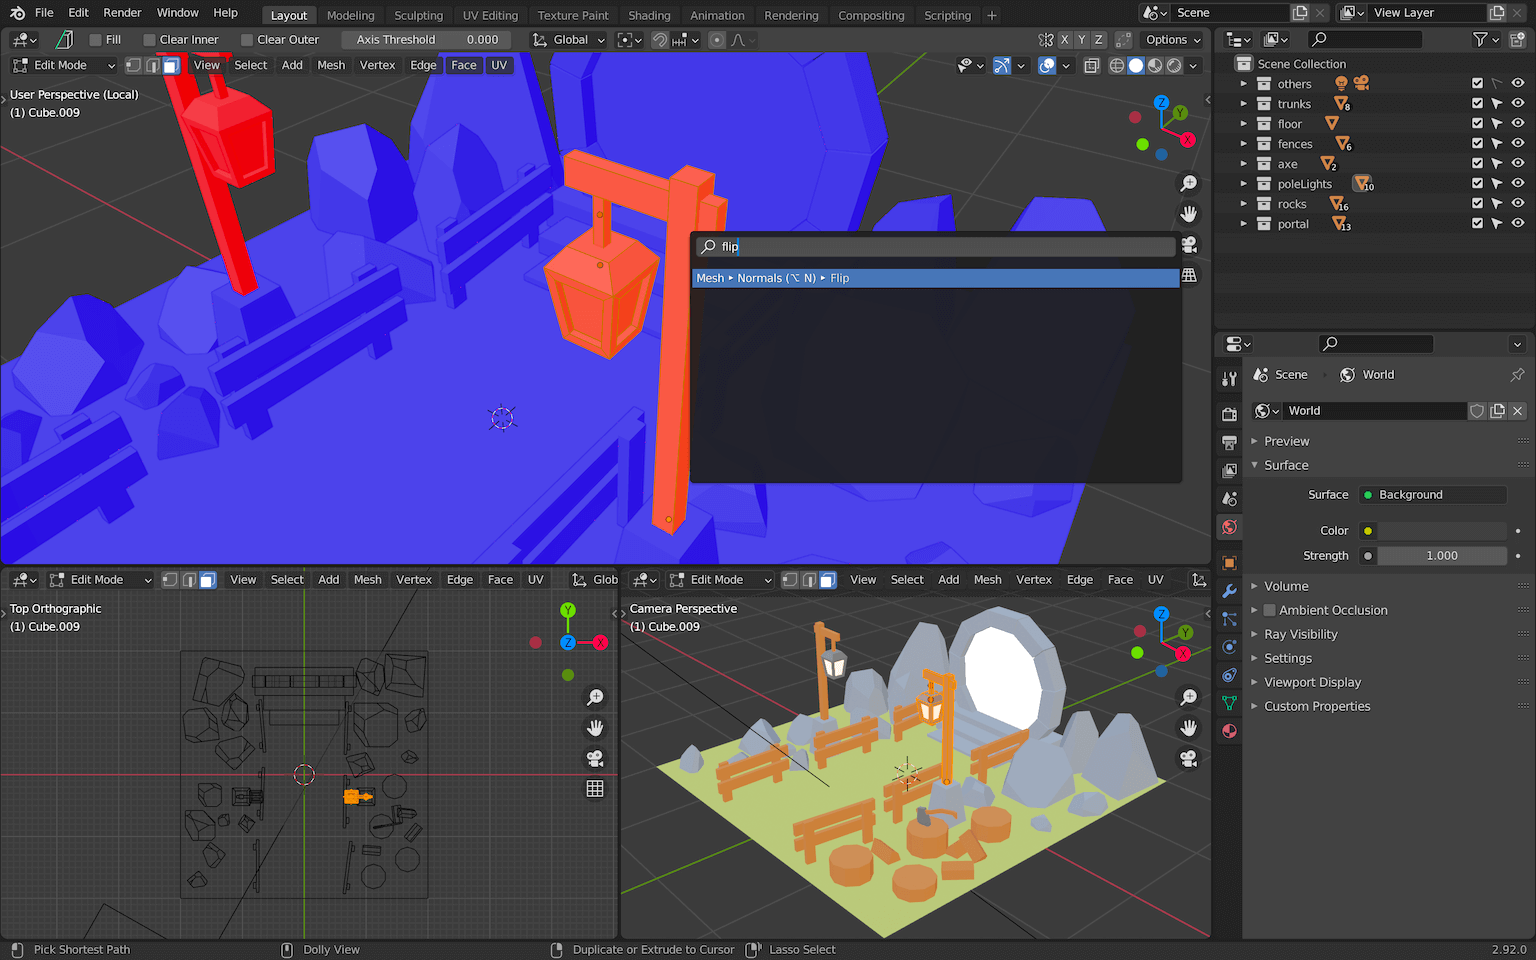 File Edit Render Window Help
Layout Modeling Sculpting UV Editing Texture Paint Shading Animation Rendering Compositing Scripting +
Scene
View Layer
Fill Clear Inner Clear Outer Axis Threshold 0.000 Global X Y Z Options
Edit Mode View Select Add Mesh Vertex Edge Face UV
User Perspective (Local)
(1) Cube.009
Z
Y
X
flip
Mesh ▸ Normals (⌥ N) ▸ Flip
Scene Collection
others
trunks 8
floor
fences 6
axe 2
poleLights 10
rocks 16
portal 13
Scene World
World
Preview
Surface
Surface Background
Color
Strength 1.000
Volume
Ambient Occlusion
Ray Visibility
Settings
Viewport Display
Custom Properties
Edit Mode View Select Add Mesh Vertex Edge Face UV Glob
Top Orthographic
(1) Cube.009
Y
Z
X
Edit Mode View Select Add Mesh Vertex Edge Face UV
Camera Perspective
(1) Cube.009
Z
Y
X
Pick Shortest Path Dolly View Duplicate or Extrude to Cursor Lasso Select 2.92.0